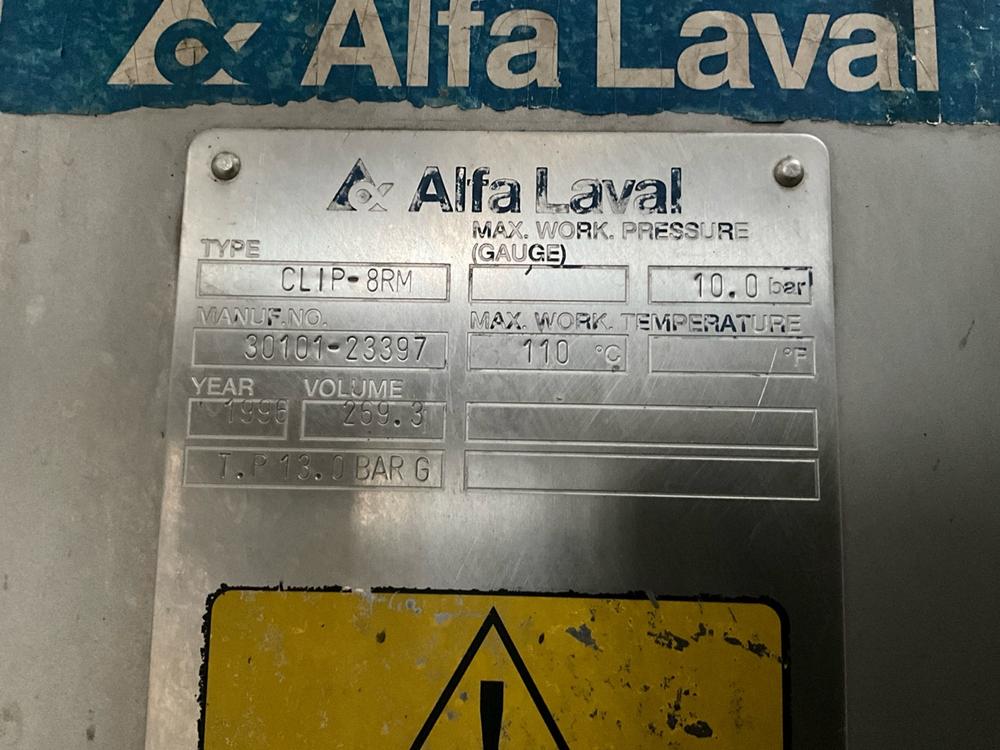 Alfa Laval
Alfa Laval
TYPE
CLIP-8RM
MAX. WORK. PRESSURE
(GAUGE)
10.0 bar
MANUF.NO.
30101-23397
MAX. WORK. TEMPERATURE
110 °C
°F
YEAR
1996
VOLUME
259.3
T.P 13.0 BAR G
!